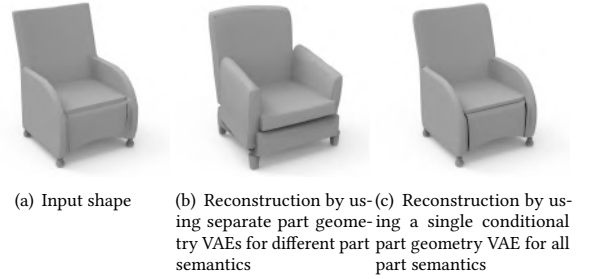 (a) Input shape
(b) Reconstruction by us-
ing separate part geome-
try VAEs for different part
semantics
(c) Reconstruction by us-
ing a single conditional
part geometry VAE for all
part semantics